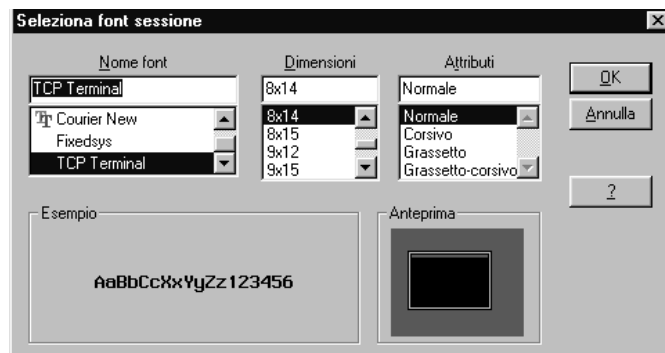 Seleziona font sessione
Nome font
TCP Terminal
Courier New
Fixedsys
TCP Terminal
Dimensioni
8x14
8x14
8x15
9x12
9x15
Attributi
Normale
Normale
Corsivo
Grassetto
Grassetto-corsivo
OK
Annulla
?
Esempio
AaBbCcXxYyZz123456
Anteprima